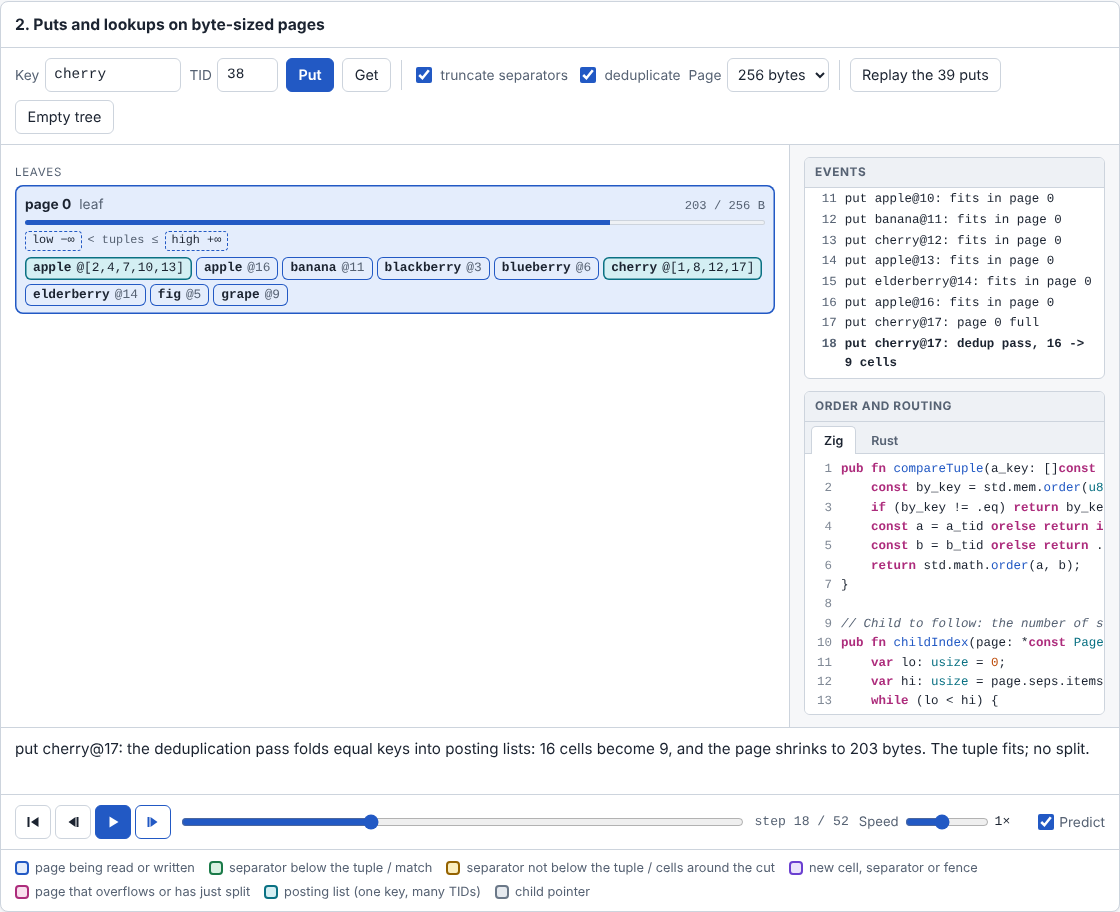 2. Puts and lookups on byte-sized pages
Key cherry TID 38 Put Get truncate separators deduplicate Page 256 bytes Replay the 39 puts
Empty tree
LEAVES
page 0 leaf 203 / 256 B
low −∞ < tuples ≤ high +∞
apple @[2,4,7,10,13] apple @16 banana @11 blackberry @3 blueberry @6 cherry @[1,8,12,17]
elderberry @14 fig @5 grape @9
EVENTS
11 put apple@10: fits in page 0
12 put banana@11: fits in page 0
13 put cherry@12: fits in page 0
14 put apple@13: fits in page 0
15 put elderberry@14: fits in page 0
16 put apple@16: fits in page 0
17 put cherry@17: page 0 full
18 put cherry@17: dedup pass, 16 ->
9 cells
ORDER AND ROUTING
Zig Rust
1 pub fn compareTuple(a_key: []const
2 const by_key = std.mem.order(u8
3 if (by_key != .eq) return by_ke
4 const a = a_tid orelse return i
5 const b = b_tid orelse return .
6 return std.math.order(a, b);
7 }
8
9 // Child to follow: the number of s
10 pub fn childIndex(page: *const Page
11 var lo: usize = 0;
12 var hi: usize = page.seps.items
13 while (lo < hi) {
put cherry@17: the deduplication pass folds equal keys into posting lists: 16 cells become 9, and the page shrinks to 203 bytes. The tuple fits; no split.
step 18 / 52 Speed 1× Predict
page being read or written separator below the tuple / match separator not below the tuple / cells around the cut new cell, separator or fence
page that overflows or has just split posting list (one key, many TIDs) child pointer